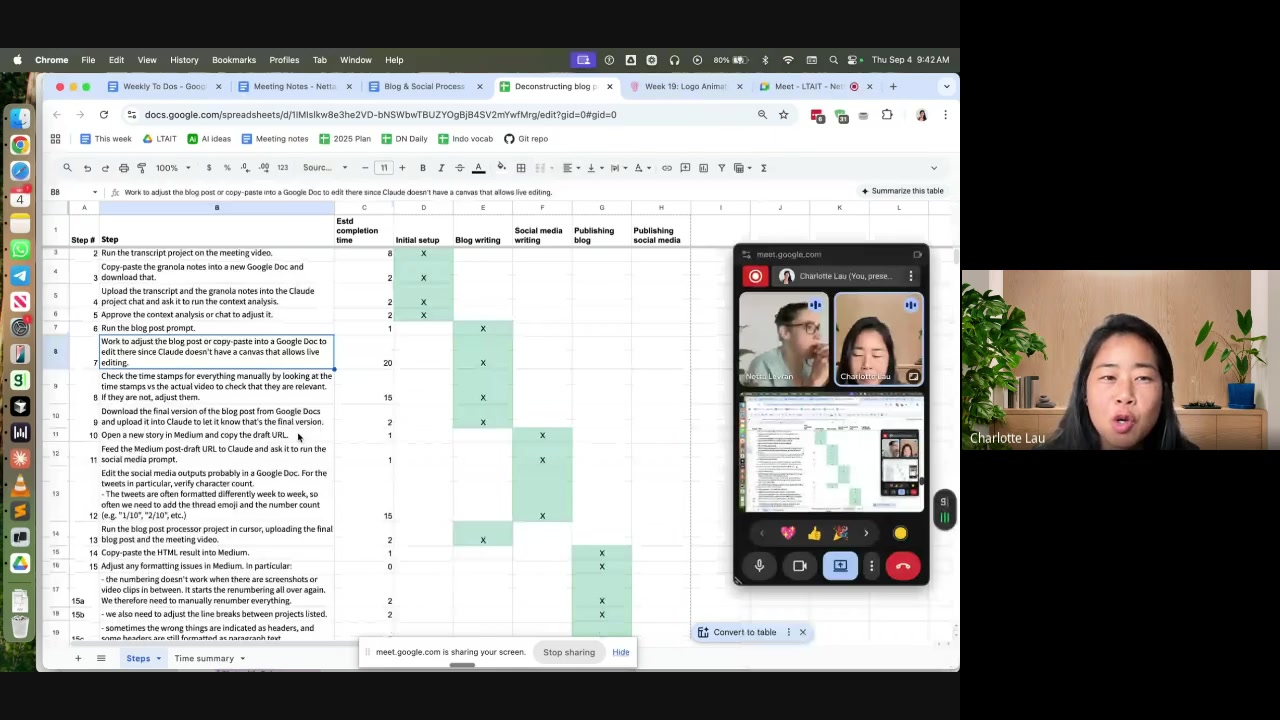 Chrome File Edit View History Bookmarks Profiles Tab Window Help 80% Thu Sep 4 9:42 AM
Weekly To Dos - Goog Meeting Notes - Netta Blog & Social Process Deconstructing blog p Week 19: Logo Animat Meet - LTAIT - Net
docs.google.com/spreadsheets/d/
This week LTAIT AI ideas Meeting notes 2025 Plan DN Daily Indo vocab Git repo
100% $ % .0 .00 123 Sourc... 11 B I A
B8 fx Work to adjust the blog post or copy-paste into a Google Doc to edit there since Claude doesn't have a canvas that allows live editing. Summarize this table
A B C D E F G H I J K L
1 Step # Step Estd completion time Initial setup Blog writing Social media writing Publishing blog Publishing social media
3 2 Run the transcript project on the meeting video. 8 X
4 Copy-paste the granola notes into a new Google Doc and
3 download that. 2 X
5 Upload the transcript and the granola notes into the Claude
4 project chat and ask it to run the context analysis. 2 X
6 5 Approve the context analysis or chat to adjust it. 2 X
7 6 Run the blog post prompt. 1 X
8 Work to adjust the blog post or copy-paste into a Google Doc to
edit there since Claude doesn't have a canvas that allows live
7 editing. 20 X
9 Check the time stamps for everything manually by looking at the
time stamps vs the actual video to check that they are relevant.
8 If they are not, adjust them. 15 X
10 Download the final version of the blog post from Google Docs
and upload it into Claude to let it know that's the final version. 2 X
11 10 Open a new story in Medium and copy the draft URL. 1 X
Feed the Medium post-draft URL to Claude and ask it to run the
social media prompt. 1 X
13 Edit the social media outputs probably in a Google Doc. For the
tweets in particular, verify character count.
- The tweets are often formatted differently week to week, so
often we need to add the thread emoji and the number count
12 (e.g. "1/10", "2/10", etc.) 15 X
14 Run the blog post processor project in cursor, uploading the final
13 blog post and the meeting video. 2 X
15 14 Copy-paste the HTML result into Medium. 1 X
16 15 Adjust any formatting issues in Medium. In particular: 0 X
17 - the numbering doesn't work when there are screenshots or
video clips in between. It starts the renumbering all over again.
15a We therefore need to manually renumber everything. 2 X
18 15b - we also need to adjust the line breaks between projects listed. 2 X
19 - sometimes the wrong things are indicated as headers, and
15c some headers are still formatted as paragraph text.
Convert to table
Steps Time summary
meet.google.com is sharing your screen. Stop sharing Hide
meet.google.com
Charlotte Lau (You, prese...
Netta Levran Charlotte Lau
Charlotte Lau